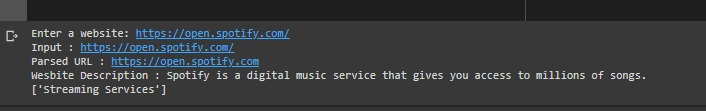 Enter a website: https://open.spotify.com/
Input : https://open.spotify.com/
Parsed URL : https://open.spotify.com
Wesbite Description : Spotify is a digital music service that gives you access to millions of songs.
['Streaming Services']